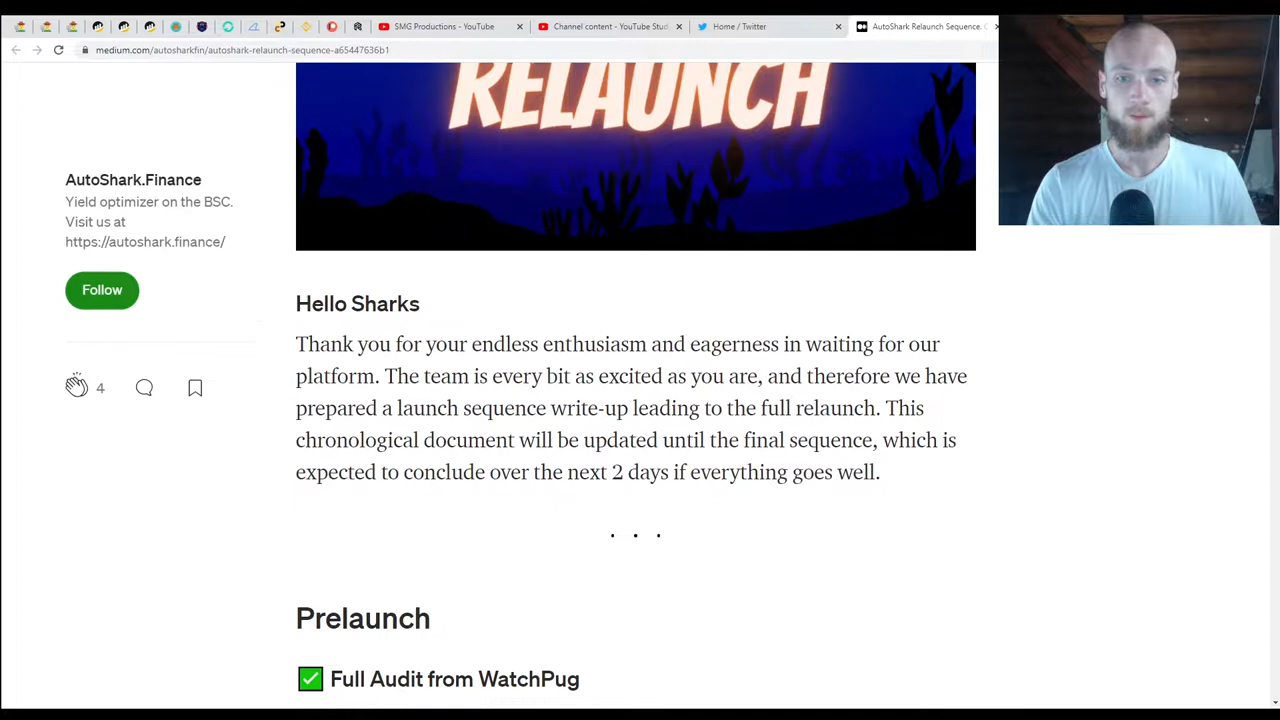 SMG Productions - YouTube
Channel content - YouTube Stud
Home / Twitter
AutoShark Relaunch Sequence. C
medium.com/autosharkfin/autoshark-relaunch-sequence-a65447636b1
RELAUNCH
AutoShark.Finance
Yield optimizer on the BSC.
Visit us at
https://autoshark.finance/
Follow
4
Hello Sharks
Thank you for your endless enthusiasm and eagerness in waiting for our
platform. The team is every bit as excited as you are, and therefore we have
prepared a launch sequence write-up leading to the full relaunch. This
chronological document will be updated until the final sequence, which is
expected to conclude over the next 2 days if everything goes well.
. . .
Prelaunch
✅ Full Audit from WatchPug